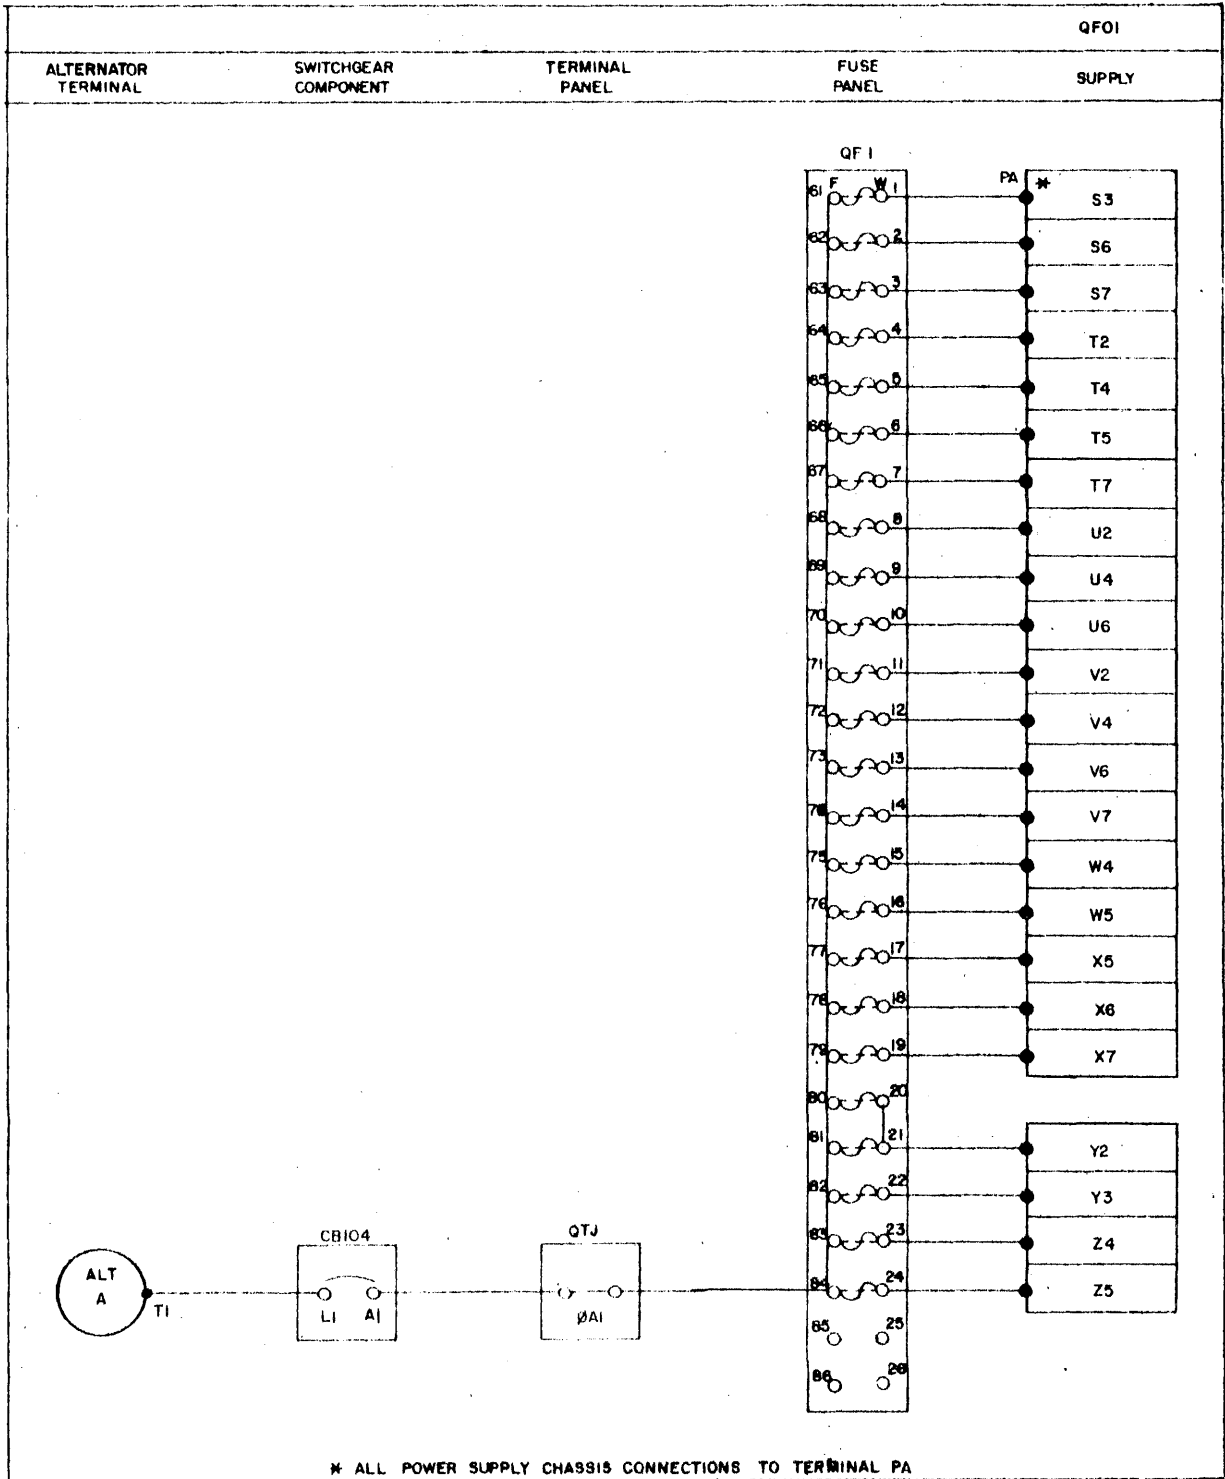 QF01
ALTERNATOR TERMINAL
SWITCHGEAR COMPONENT
TERMINAL PANEL
FUSE PANEL
SUPPLY
QF 1
F W PA *
61 1 S3
62 2 S6
63 3 S7
64 4 T2
65 5 T4
66 6 T5
67 7 T7
68 8 U2
69 9 U4
70 10 U6
71 11 V2
72 12 V4
73 13 V6
14 V7
75 15 W4
76 16 W5
77 17 X5
78 18 X6
79 19 X7
80 20
81 21 Y2
82 22 Y3
83 23 Z4
84 24 Z5
85 25
86 26
CB104
QTJ
ALT
A
T1
L1 A1
ØA1
* ALL POWER SUPPLY CHASSIS CONNECTIONS TO TERMINAL PA